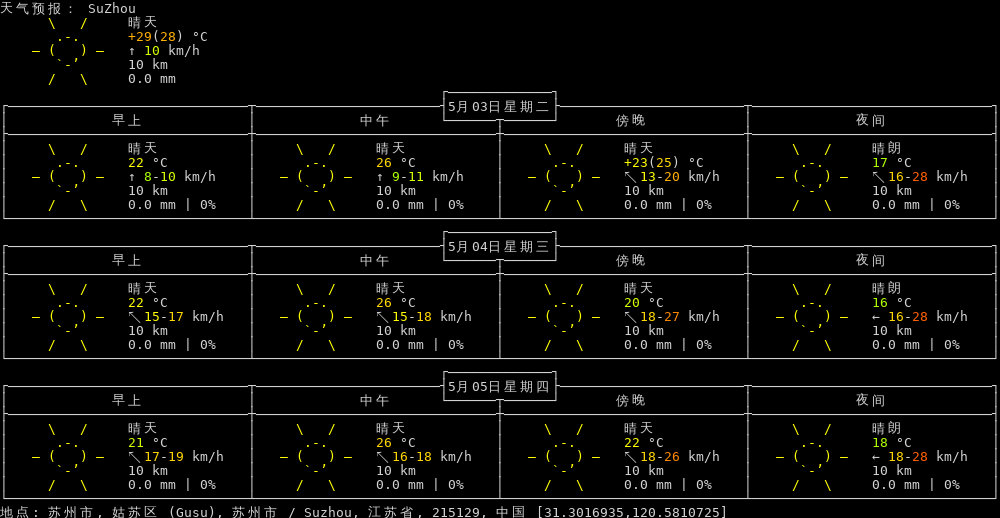 天气预报: SuZhou
晴天
+29(28) °C
↑ 10 km/h
10 km
0.0 mm
5月03日星期二
早上 中午 傍晚 夜间
晴天 晴天 晴天 晴朗
22 °C 26 °C +23(25) °C 17 °C
↑ 8-10 km/h ↑ 9-11 km/h ↖ 13-20 km/h ↖ 16-28 km/h
10 km 10 km 10 km 10 km
0.0 mm | 0% 0.0 mm | 0% 0.0 mm | 0% 0.0 mm | 0%
5月04日星期三
早上 中午 傍晚 夜间
晴天 晴天 晴天 晴朗
22 °C 26 °C 20 °C 16 °C
↖ 15-17 km/h ↖ 15-18 km/h ↖ 18-27 km/h ← 16-28 km/h
10 km 10 km 10 km 10 km
0.0 mm | 0% 0.0 mm | 0% 0.0 mm | 0% 0.0 mm | 0%
5月05日星期四
早上 中午 傍晚 夜间
晴天 晴天 晴天 晴朗
21 °C 26 °C 22 °C 18 °C
↖ 17-19 km/h ↖ 16-18 km/h ↖ 18-26 km/h ← 18-28 km/h
10 km 10 km 10 km 10 km
0.0 mm | 0% 0.0 mm | 0% 0.0 mm | 0% 0.0 mm | 0%
地点: 苏州市, 姑苏区 (Gusu), 苏州市 / Suzhou, 江苏省, 215129, 中国 [31.3016935,120.5810725]